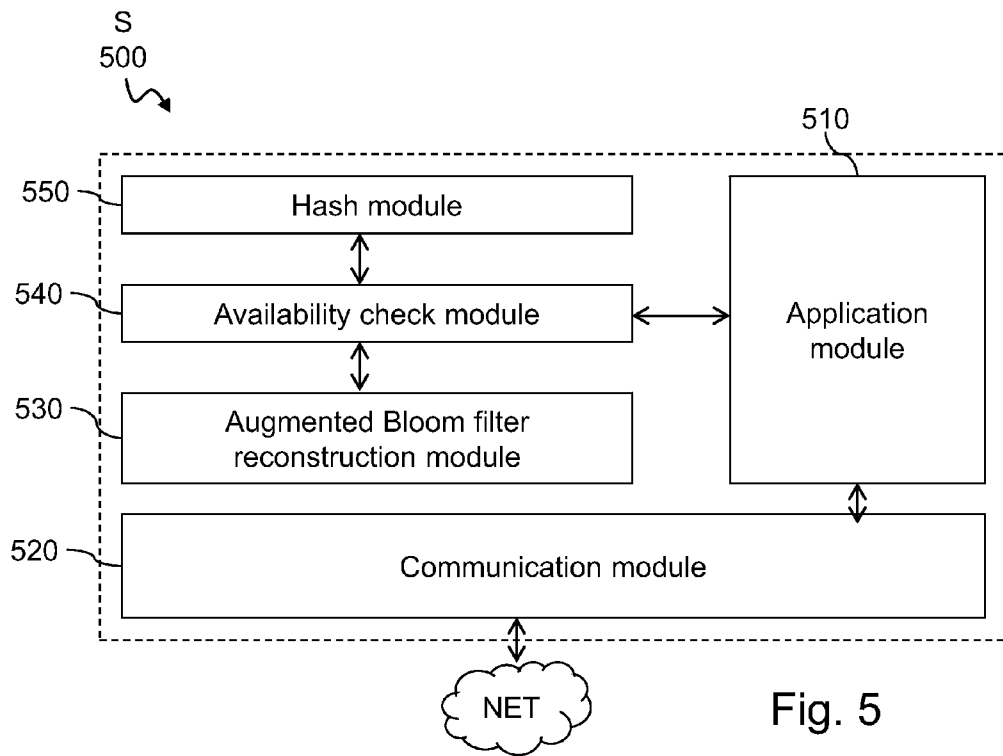 S
500
510
550
Hash module
540
Availability check module
Application
module
530
Augmented Bloom filter
reconstruction module
520
Communication module
NET
Fig. 5